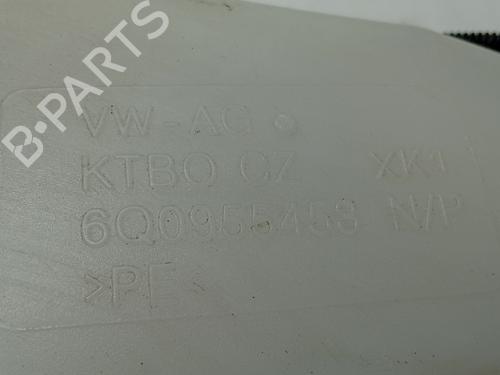 VW-AG
KTBO CZ XK1
6Q0955453 N/P
>PE<
B-PARTS